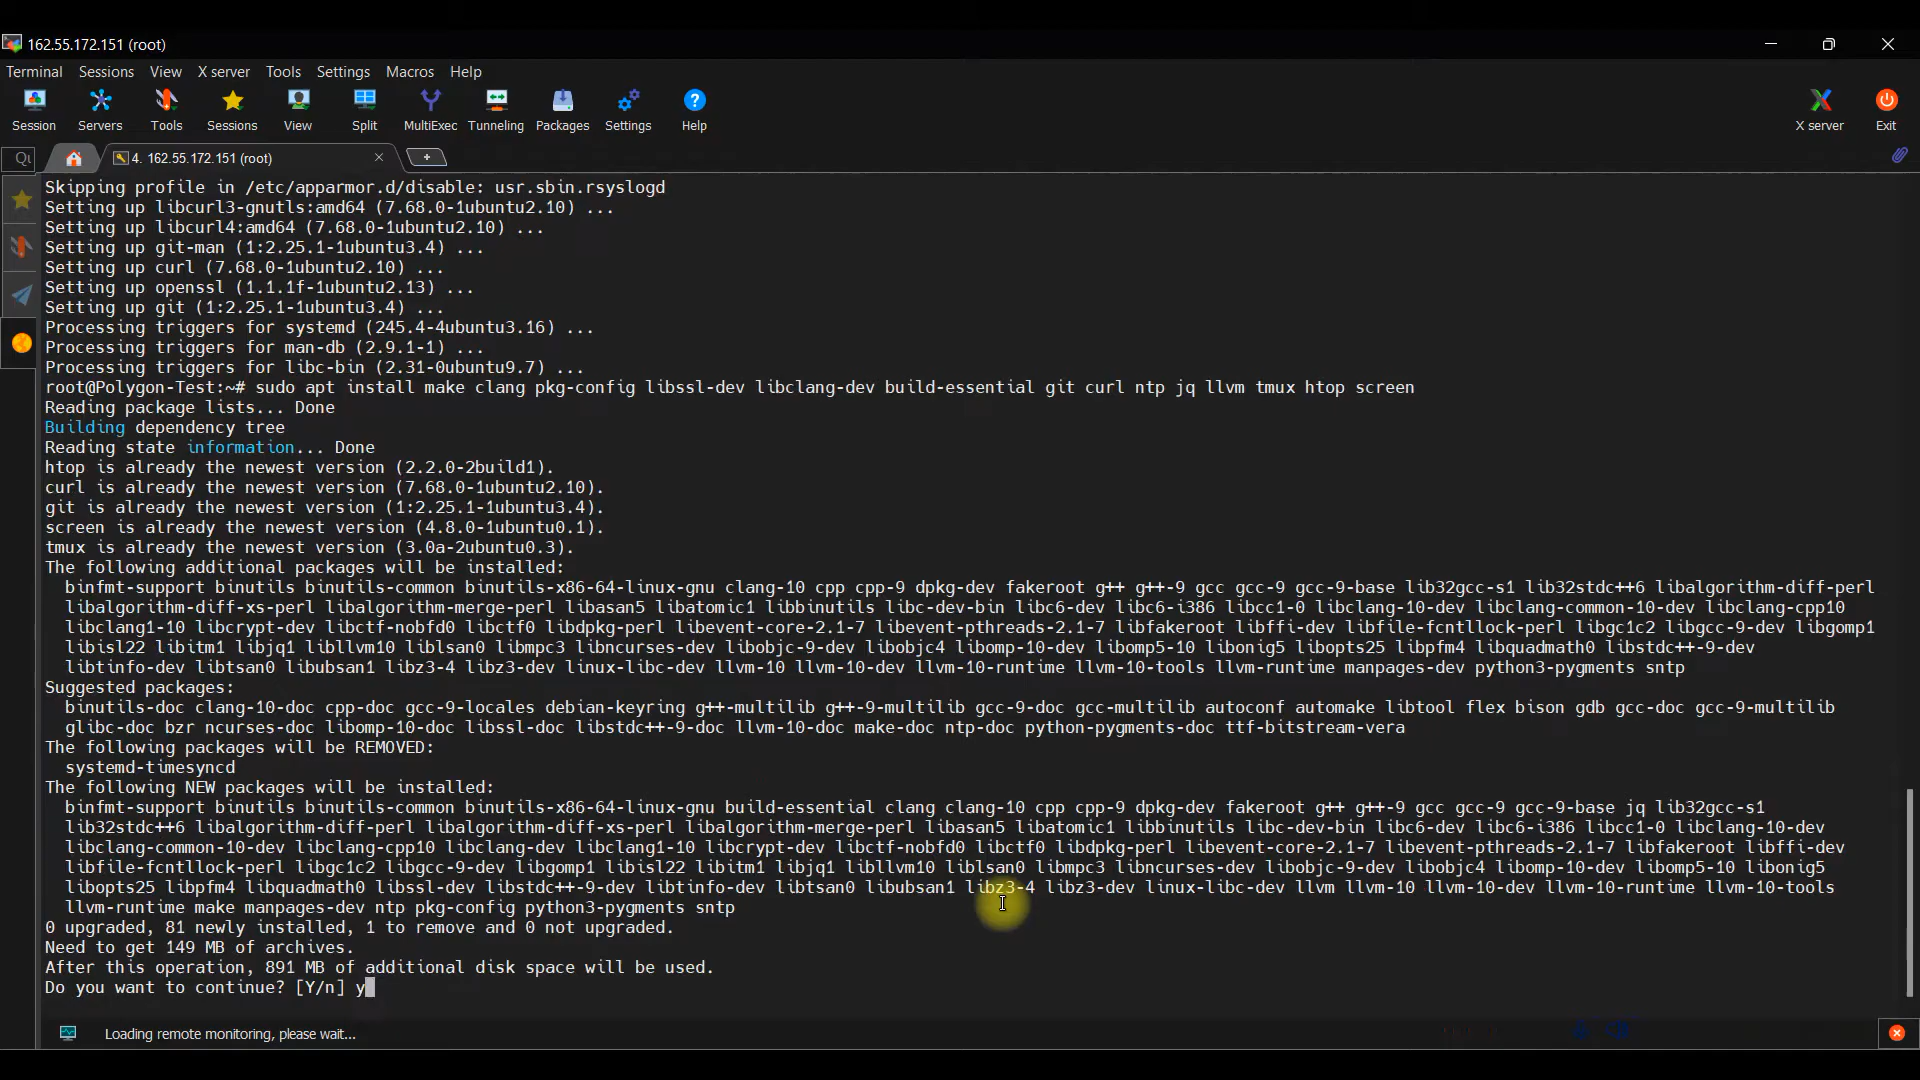 162.55.172.151 (root)
Terminal Sessions View X server Tools Settings Macros Help
Session Servers Tools Sessions View Split MultiExec Tunneling Packages Settings Help X server Exit
4. 162.55.172.151 (root)
Skipping profile in /etc/apparmor.d/disable: usr.sbin.rsyslogd
Setting up libcurl3-gnutls:amd64 (7.68.0-1ubuntu2.10) ...
Setting up libcurl4:amd64 (7.68.0-1ubuntu2.10) ...
Setting up git-man (1:2.25.1-1ubuntu3.4) ...
Setting up curl (7.68.0-1ubuntu2.10) ...
Setting up openssl (1.1.1f-1ubuntu2.13) ...
Setting up git (1:2.25.1-1ubuntu3.4) ...
Processing triggers for systemd (245.4-4ubuntu3.16) ...
Processing triggers for man-db (2.9.1-1) ...
Processing triggers for libc-bin (2.31-0ubuntu9.7) ...
root@Polygon-Test:~# sudo apt install make clang pkg-config libssl-dev libclang-dev build-essential git curl ntp jq llvm tmux htop screen
Reading package lists... Done
Building dependency tree
Reading state information... Done
htop is already the newest version (2.2.0-2build1).
curl is already the newest version (7.68.0-1ubuntu2.10).
git is already the newest version (1:2.25.1-1ubuntu3.4).
screen is already the newest version (4.8.0-1ubuntu0.1).
tmux is already the newest version (3.0a-2ubuntu0.3).
The following additional packages will be installed:
binfmt-support binutils binutils-common binutils-x86-64-linux-gnu clang-10 cpp cpp-9 dpkg-dev fakeroot g++ g++-9 gcc gcc-9 gcc-9-base lib32gcc-s1 lib32stdc++6 libalgorithm-diff-perl
libalgorithm-diff-xs-perl libalgorithm-merge-perl libasan5 libatomic1 libbinutils libc-dev-bin libc6-dev libc6-i386 libcc1-0 libclang-10-dev libclang-common-10-dev libclang-cpp10
libclang1-10 libcrypt-dev libctf-nobfd0 libctf0 libdpkg-perl libevent-core-2.1-7 libevent-pthreads-2.1-7 libfakeroot libffi-dev libfile-fcntllock-perl libgc1c2 libgcc-9-dev libgomp1
libisl22 libitm1 libjq1 libllvm10 liblsan0 libmpc3 libncurses-dev libobjc-9-dev libobjc4 libomp-10-dev libomp5-10 libonig5 libopts25 libpfm4 libquadmath0 libstdc++-9-dev
libtinfo-dev libtsan0 libubsan1 libz3-4 libz3-dev linux-libc-dev llvm-10 llvm-10-dev llvm-10-runtime llvm-10-tools llvm-runtime manpages-dev python3-pygments sntp
Suggested packages:
binutils-doc clang-10-doc cpp-doc gcc-9-locales debian-keyring g++-multilib g++-9-multilib gcc-9-doc gcc-multilib autoconf automake libtool flex bison gdb gcc-doc gcc-9-multilib
glibc-doc bzr ncurses-doc libomp-10-doc libssl-doc libstdc++-9-doc llvm-10-doc make-doc ntp-doc python-pygments-doc ttf-bitstream-vera
The following packages will be REMOVED:
systemd-timesyncd
The following NEW packages will be installed:
binfmt-support binutils binutils-common binutils-x86-64-linux-gnu build-essential clang clang-10 cpp cpp-9 dpkg-dev fakeroot g++ g++-9 gcc gcc-9 gcc-9-base jq lib32gcc-s1
lib32stdc++6 libalgorithm-diff-perl libalgorithm-diff-xs-perl libalgorithm-merge-perl libasan5 libatomic1 libbinutils libc-dev-bin libc6-dev libc6-i386 libcc1-0 libclang-10-dev
libclang-common-10-dev libclang-cpp10 libclang-dev libclang1-10 libcrypt-dev libctf-nobfd0 libctf0 libdpkg-perl libevent-core-2.1-7 libevent-pthreads-2.1-7 libfakeroot libffi-dev
libfile-fcntllock-perl libgc1c2 libgcc-9-dev libgomp1 libisl22 libitm1 libjq1 libllvm10 liblsan0 libmpc3 libncurses-dev libobjc-9-dev libobjc4 libomp-10-dev libomp5-10 libonig5
libopts25 libpfm4 libquadmath0 libssl-dev libstdc++-9-dev libtinfo-dev libtsan0 libubsan1 libz3-4 libz3-dev linux-libc-dev llvm llvm-10 llvm-10-dev llvm-10-runtime llvm-10-tools
llvm-runtime make manpages-dev ntp pkg-config python3-pygments sntp
0 upgraded, 81 newly installed, 1 to remove and 0 not upgraded.
Need to get 149 MB of archives.
After this operation, 891 MB of additional disk space will be used.
Do you want to continue? [Y/n] y
Loading remote monitoring, please wait...